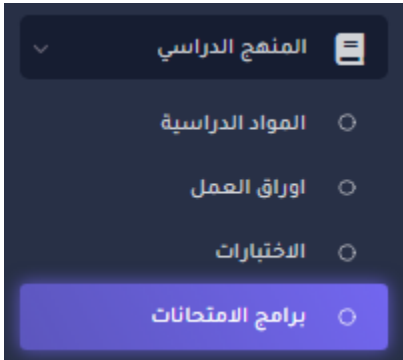 المنهج الدراسي
المواد الدراسية
اوراق العمل
الاختبارات
برامج الامتحانات